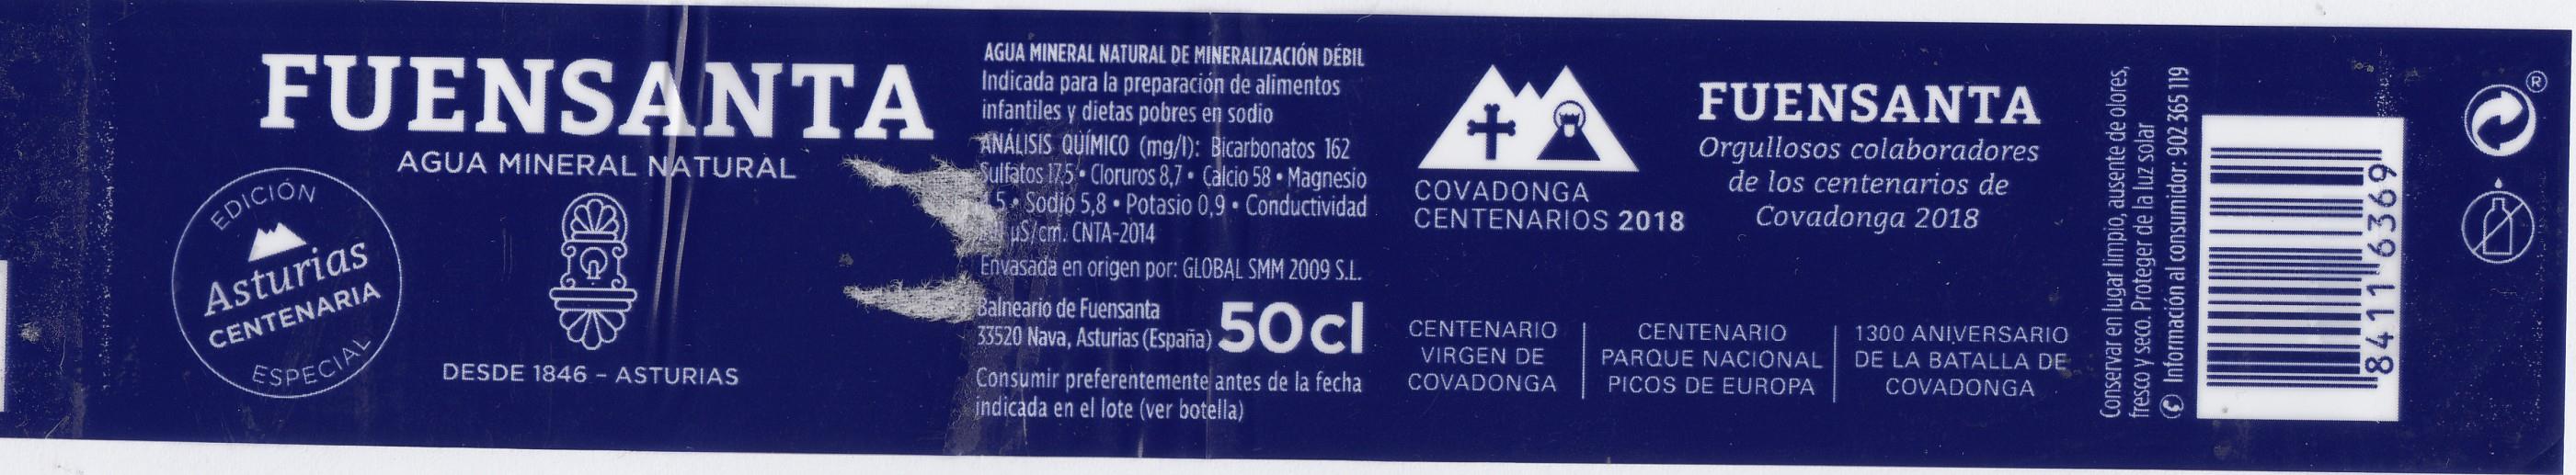 FUENSANTA
AGUA MINERAL NATURAL
EDICIÓN
Asturias
CENTENARIA
ESPECIAL
DESDE 1846 – ASTURIAS
AGUA MINERAL NATURAL DE MINERALIZACIÓN DÉBIL
Indicada para la preparación de alimentos
infantiles y dietas pobres en sodio
ANÁLISIS QUÍMICO (mg/l): Bicarbonatos 162
Sulfatos 17,5 • Cloruros 8,7 • Calcio 58 • Magnesio
5 • Sodio 5,8 • Potasio 0,9 • Conductividad
µS/cm. CNTA-2014
Envasada en origen por: GLOBAL SMM 2009 S.L.
Balneario de Fuensanta
33520 Nava, Asturias (España)
50 cl
Consumir preferentemente antes de la fecha
indicada en el lote (ver botella)
COVADONGA
CENTENARIOS 2018
FUENSANTA
Orgullosos colaboradores
de los centenarios de
Covadonga 2018
CENTENARIO
VIRGEN DE
COVADONGA
CENTENARIO
PARQUE NACIONAL
PICOS DE EUROPA
1300 ANIVERSARIO
DE LA BATALLA DE
COVADONGA
Conservar en lugar limpio, ausente de olores,
fresco y seco. Proteger de la luz solar
Información al consumidor: 902 365 119
8411116369
®